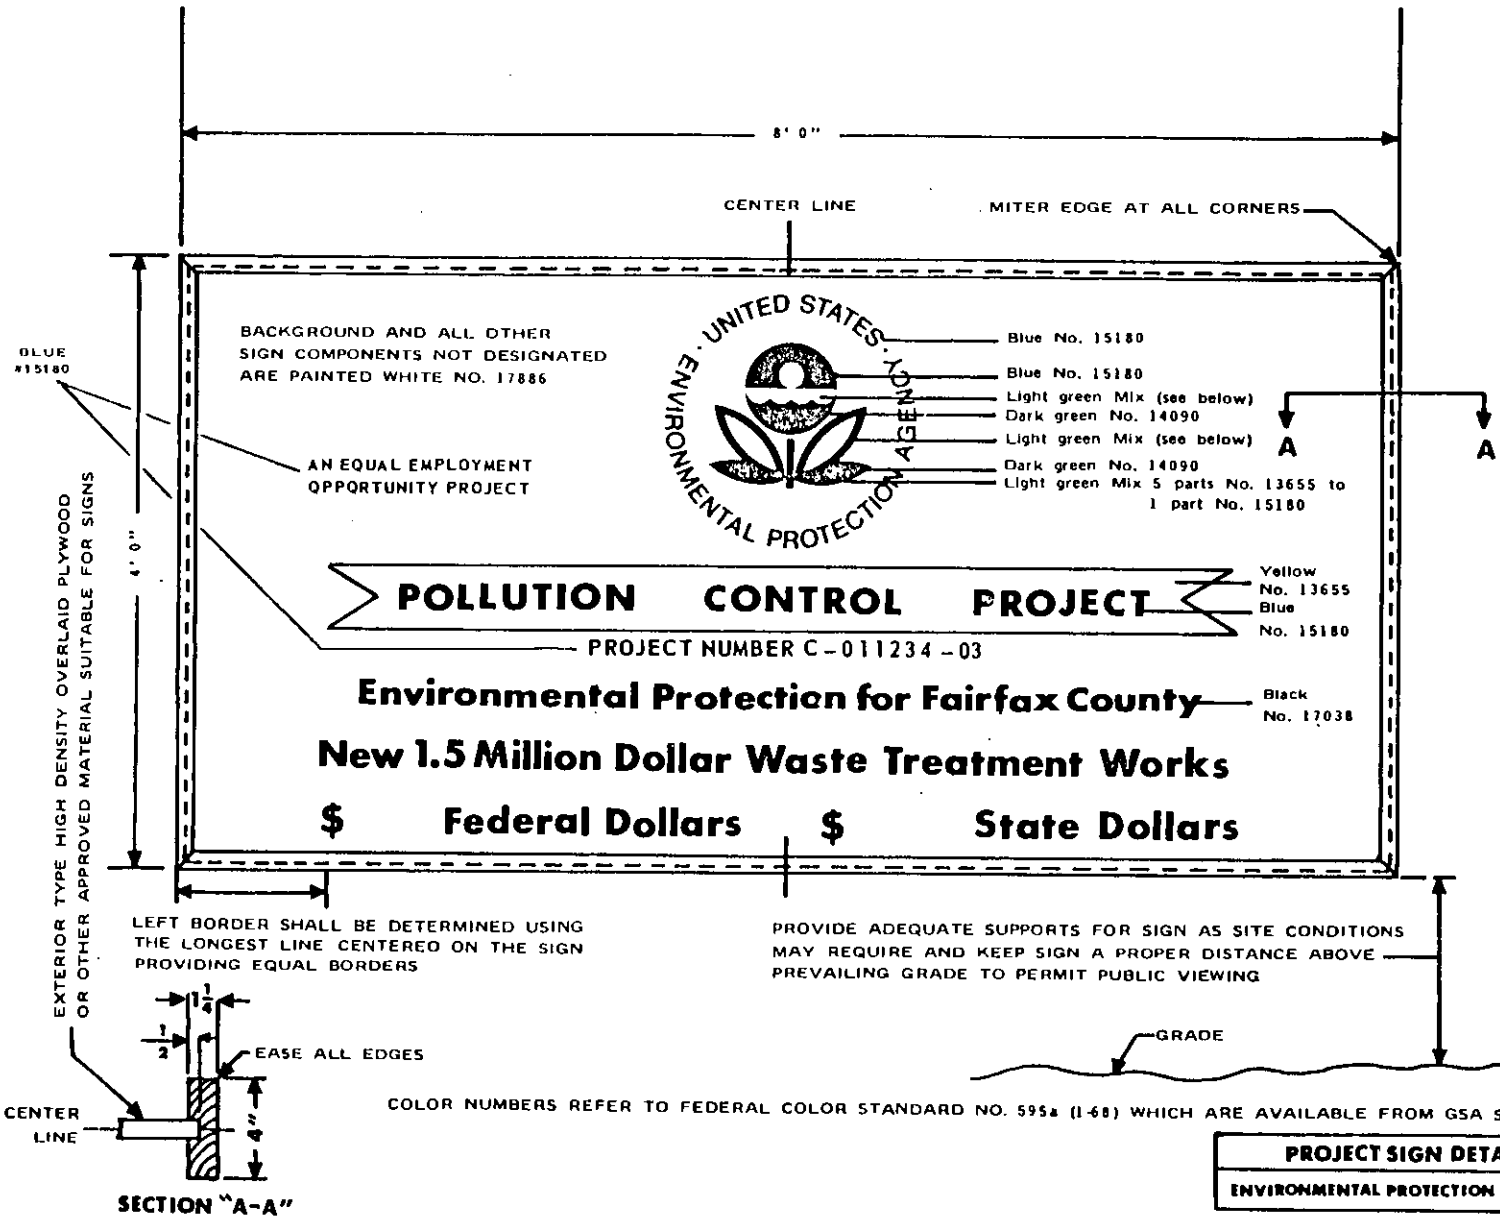 8' 0"
CENTER LINE
MITER EDGE AT ALL CORNERS
BACKGROUND AND ALL OTHER
SIGN COMPONENTS NOT DESIGNATED
ARE PAINTED WHITE NO. 17886
BLUE
#15180
AN EQUAL EMPLOYMENT
OPPORTUNITY PROJECT
· UNITED STATES ·
ENVIRONMENTAL PROTECTION AGENCY
Blue No. 15180
Blue No. 15180
Light green Mix (see below)
Dark green No. 14090
Light green Mix (see below)
Dark green No. 14090
Light green Mix 5 parts No. 13655 to
1 part No. 15180
A
A
4' 0"
EXTERIOR TYPE HIGH DENSITY OVERLAID PLYWOOD
OR OTHER APPROVED MATERIAL SUITABLE FOR SIGNS
POLLUTION CONTROL PROJECT
Yellow
No. 13655
Blue
No. 15180
PROJECT NUMBER C-011234-03
Environmental Protection for Fairfax County
Black
No. 17038
New 1.5 Million Dollar Waste Treatment Works
$ Federal Dollars $ State Dollars
LEFT BORDER SHALL BE DETERMINED USING
THE LONGEST LINE CENTERED ON THE SIGN
PROVIDING EQUAL BORDERS
PROVIDE ADEQUATE SUPPORTS FOR SIGN AS SITE CONDITIONS
MAY REQUIRE AND KEEP SIGN A PROPER DISTANCE ABOVE
PREVAILING GRADE TO PERMIT PUBLIC VIEWING
1 1/4
1/2
EASE ALL EDGES
GRADE
CENTER
LINE
4"
COLOR NUMBERS REFER TO FEDERAL COLOR STANDARD NO. 595a (1-68) WHICH ARE AVAILABLE FROM GSA S
SECTION "A-A"
PROJECT SIGN DETA
ENVIRONMENTAL PROTECTION